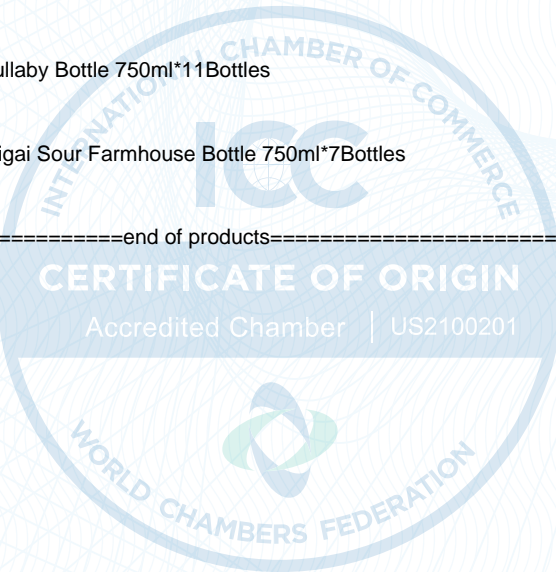 ullaby Bottle 750ml*11Bottles
INTERNATIONAL CHAMBER OF COMMERCE
igai Sour Farmhouse Bottle 750ml*7Bottles
ICC
==========end of products=======================
CERTIFICATE OF ORIGIN
Accredited Chamber | US2100201
WORLD CHAMBERS FEDERATION